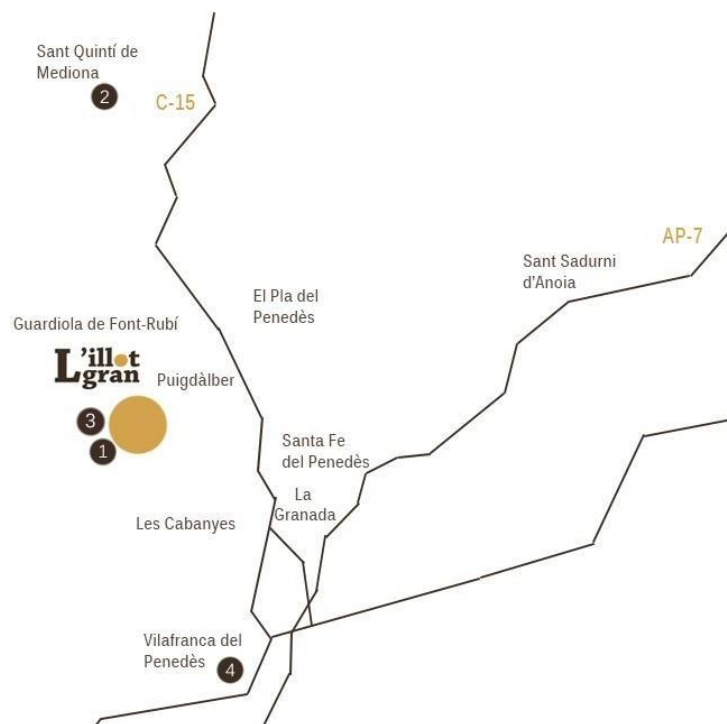 Sant Quintí de
Mediona
2
C-15
AP-7
Sant Sadurni
d'Anoia
El Pla del
Penedès
Guardiola de Font-Rubí
L'illot
gran
Puigdàlber
3
1
Santa Fe
del Penedès
La
Granada
Les Cabanyes
Vilafranca del
Penedès
4